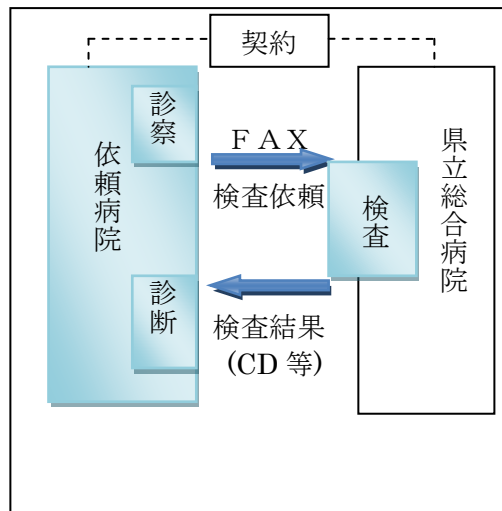 契約
診察
依頼病院
ＦＡＸ
検査依頼
検査
県立総合病院
診断
検査結果
(CD 等)